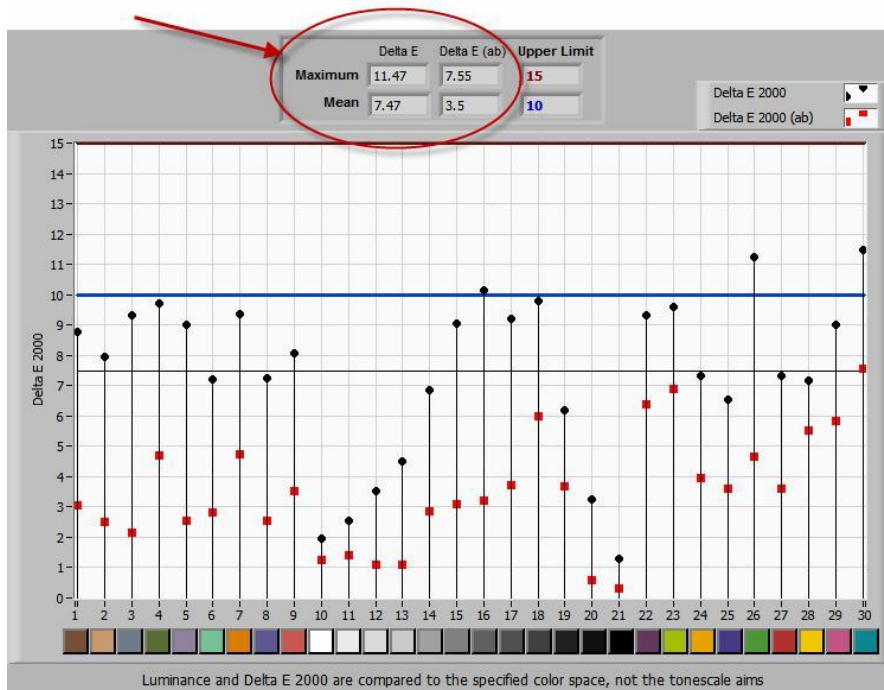 Delta E Delta E (ab) Upper Limit
Maximum 11.47 7.55 15
Mean 7.47 3.5 10
Delta E 2000
Delta E 2000 (ab)
15
14
13
12
11
10
9
8
7
6
5
4
3
2
1
0
Delta E 2000
1 2 3 4 5 6 7 8 9 10 11 12 13 14 15 16 17 18 19 20 21 22 23 24 25 26 27 28 29 30
Luminance and Delta E 2000 are compared to the specified color space, not the tonescale aims